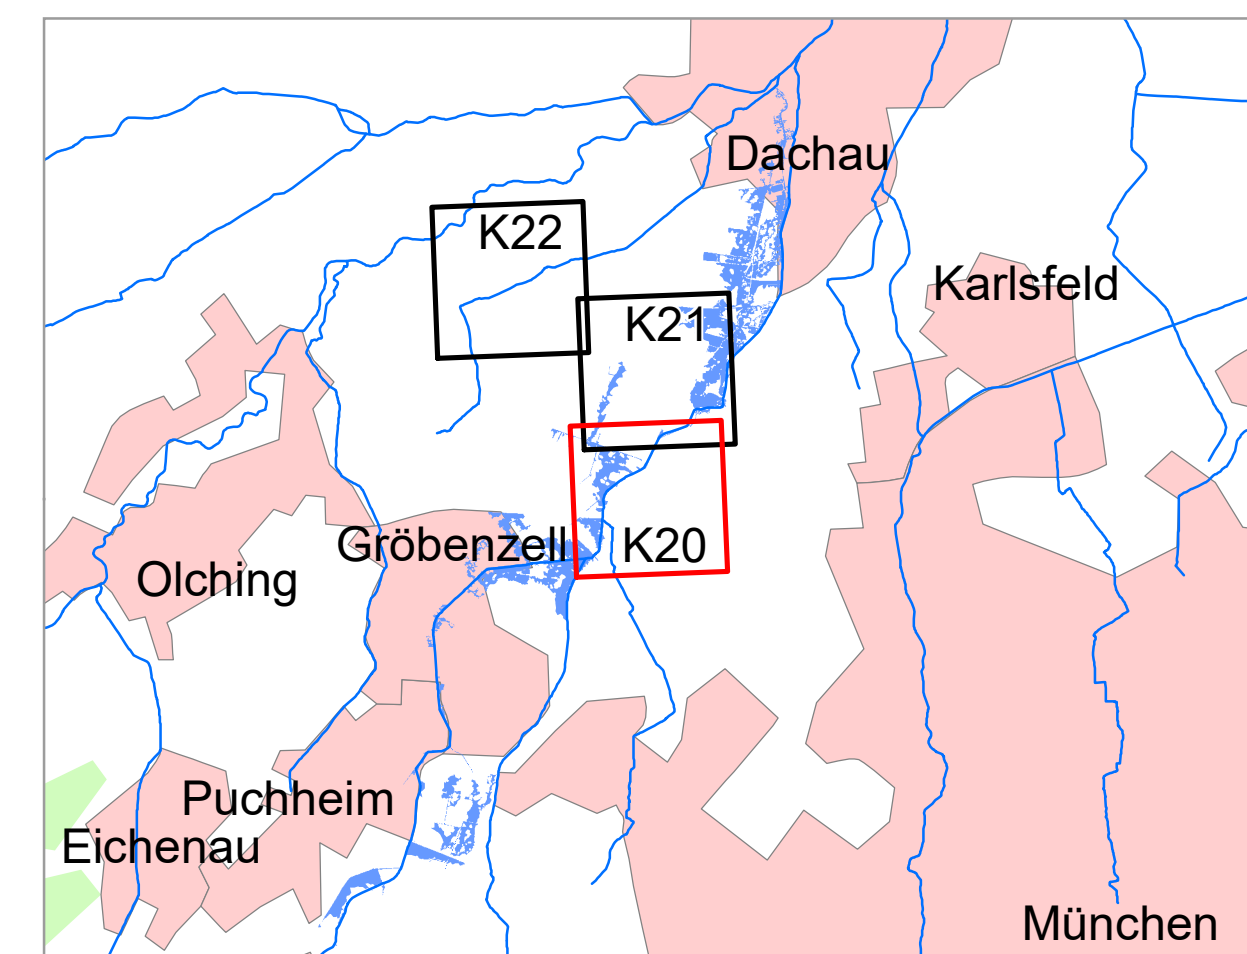 Dachau
K22
Karlsfeld
K21
Gröbenzell
K20
Olching
Puchheim
Eichenau
München